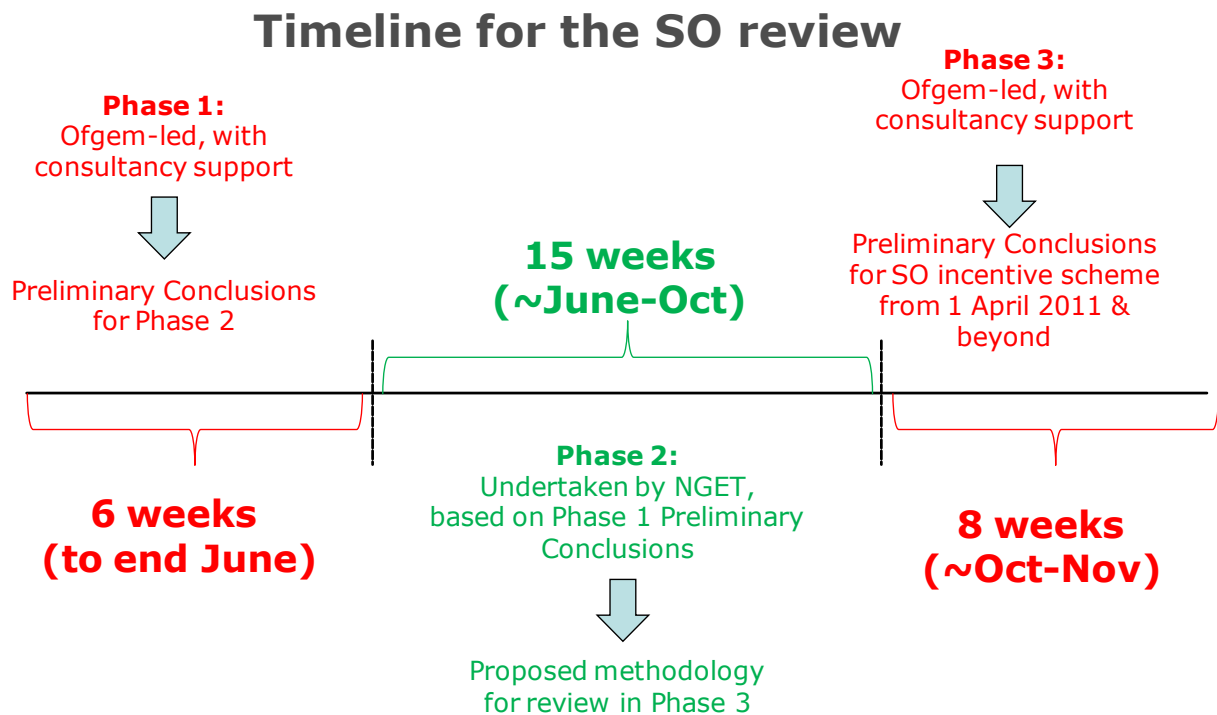 Timeline for the SO review
Phase 1:
Ofgem-led, with
consultancy support
Preliminary Conclusions
for Phase 2
6 weeks
(to end June)
15 weeks
(~June-Oct)
Phase 2:
Undertaken by NGET,
based on Phase 1 Preliminary
Conclusions
Proposed methodology
for review in Phase 3
Phase 3:
Ofgem-led, with
consultancy support
Preliminary Conclusions
for SO incentive scheme
from 1 April 2011 &
beyond
8 weeks
(~Oct-Nov)